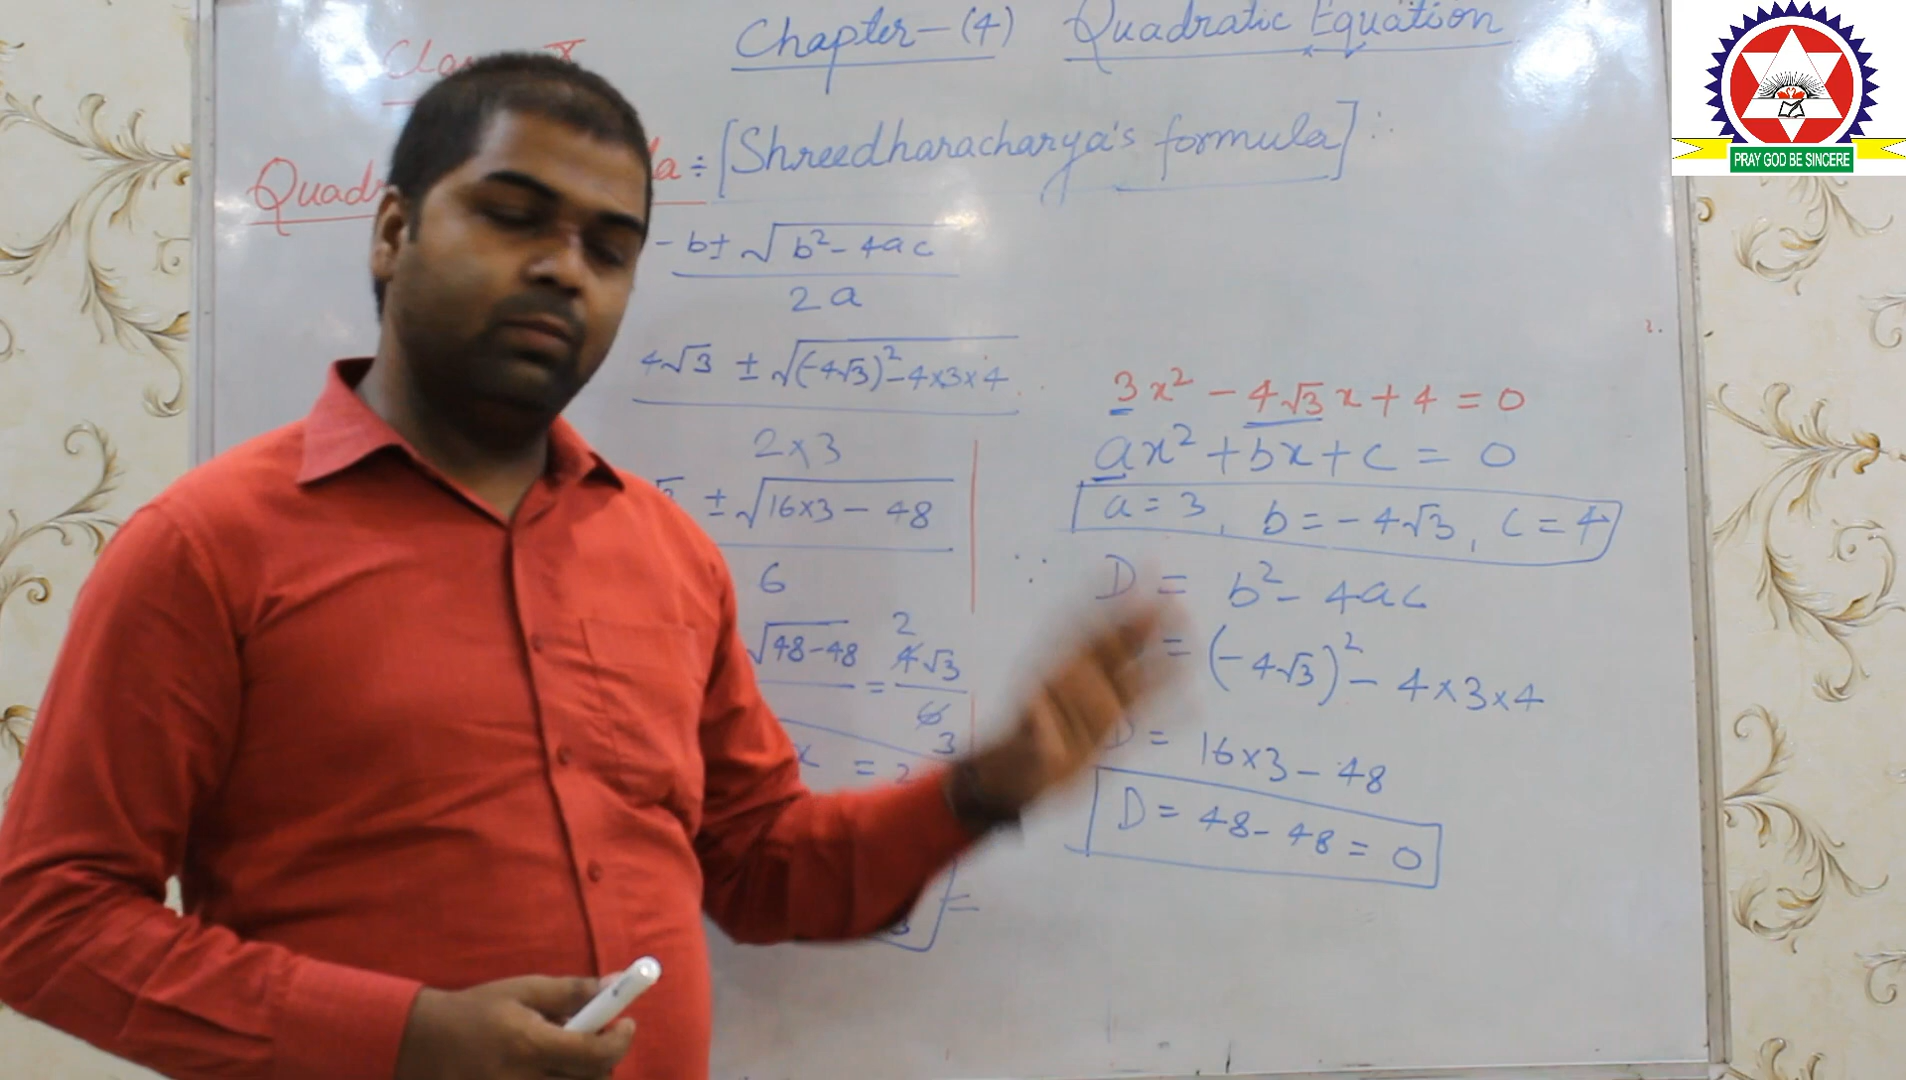 Chapter-(4) Quadratic Equation
PRAY GOD BE SINCERE
÷ [Shreedharacharya's formula] :
- b ± √b² - 4ac
2a
4√3 ± √(-4√3)² - 4×3×4
2×3
± √16×3 - 48
6
√48-48 = 4√3
2
6
3
x = 2
=
3x² - 4√3x + 4 = 0
ax² + bx + c = 0
a = 3, b = -4√3, c = 4
∵ D = b² - 4ac
= (-4√3)² - 4×3×4
D = 16×3 - 48
D = 48 - 48 = 0